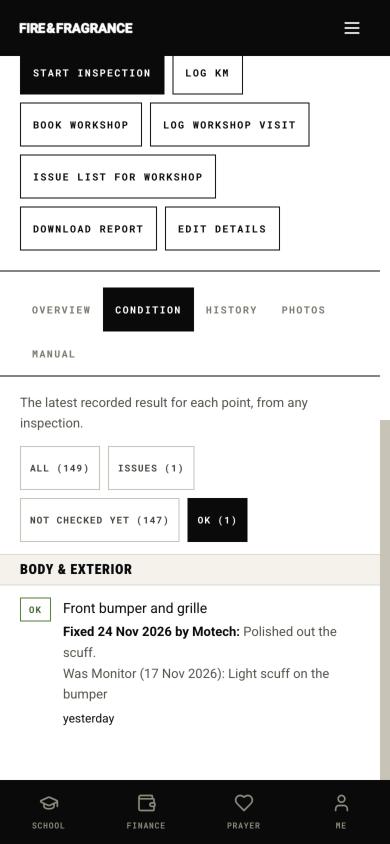 FIRE&FRAGRANCE
START INSPECTION
LOG KM
BOOK WORKSHOP
LOG WORKSHOP VISIT
ISSUE LIST FOR WORKSHOP
DOWNLOAD REPORT
EDIT DETAILS
OVERVIEW
CONDITION
HISTORY
PHOTOS
MANUAL
The latest recorded result for each point, from any
inspection.
ALL (149)
ISSUES (1)
NOT CHECKED YET (147)
OK (1)
BODY & EXTERIOR
OK
Front bumper and grille
Fixed 24 Nov 2026 by Motech: Polished out the
scuff.
Was Monitor (17 Nov 2026): Light scuff on the
bumper
yesterday
SCHOOL
FINANCE
PRAYER
ME